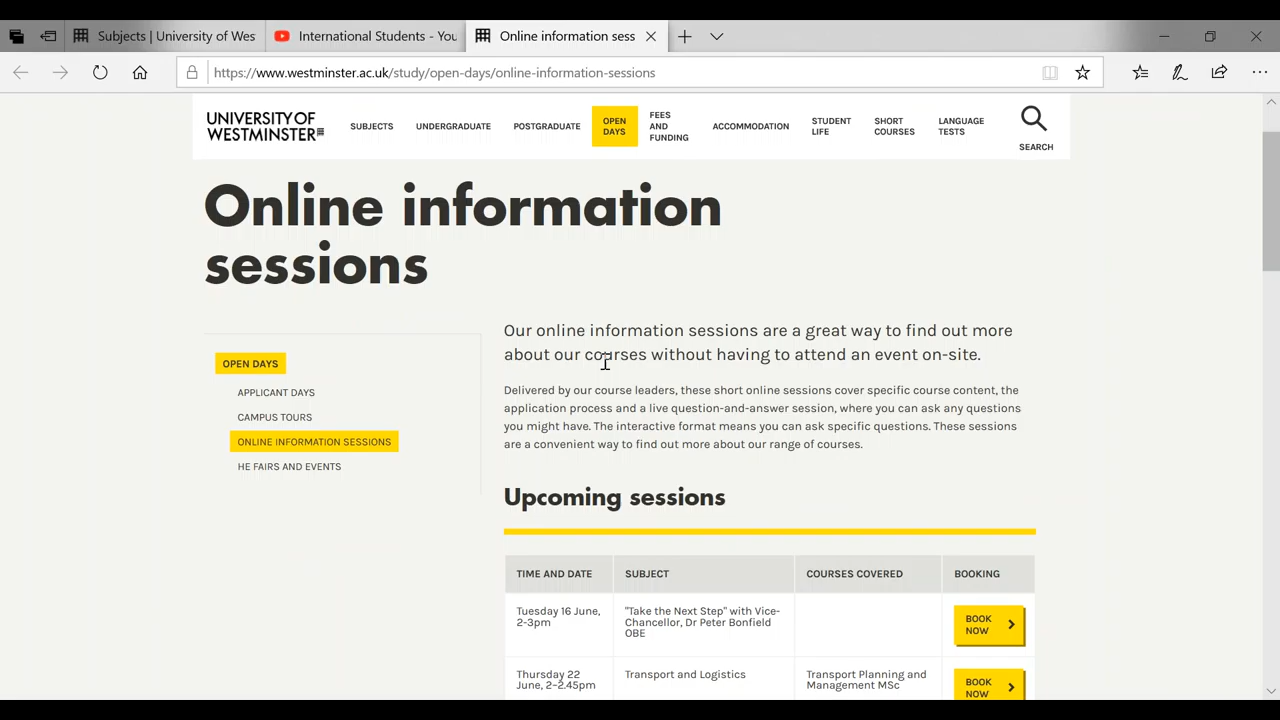 Subjects | University of Wes
International Students - You
Online information sess
https://www.westminster.ac.uk/study/open-days/online-information-sessions
UNIVERSITY OF
WESTMINSTER
SUBJECTS
UNDERGRADUATE
POSTGRADUATE
OPEN
DAYS
FEES
AND
FUNDING
ACCOMMODATION
STUDENT
LIFE
SHORT
COURSES
LANGUAGE
TESTS
SEARCH
Online information
sessions
OPEN DAYS
APPLICANT DAYS
CAMPUS TOURS
ONLINE INFORMATION SESSIONS
HE FAIRS AND EVENTS
Our online information sessions are a great way to find out more
about our courses without having to attend an event on-site.
Delivered by our course leaders, these short online sessions cover specific course content, the
application process and a live question-and-answer session, where you can ask any questions
you might have. The interactive format means you can ask specific questions. These sessions
are a convenient way to find out more about our range of courses.
Upcoming sessions
TIME AND DATE SUBJECT COURSES COVERED BOOKING
Tuesday 16 June,
2-3pm
"Take the Next Step" with Vice-
Chancellor, Dr Peter Bonfield
OBE
BOOK
NOW
Thursday 22
June, 2–2.45pm
Transport and Logistics
Transport Planning and
Management MSc
BOOK
NOW